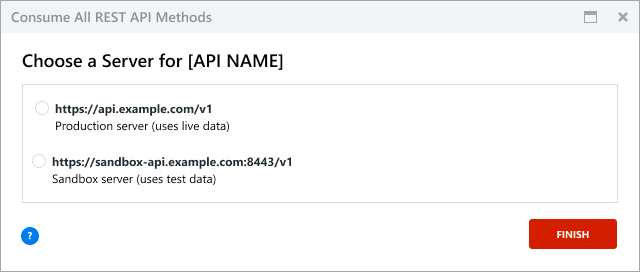 Consume All REST API Methods
Choose a Server for [API NAME]
https://api.example.com/v1
Production server (uses live data)
https://sandbox-api.example.com:8443/v1
Sandbox server (uses test data)
?
FINISH